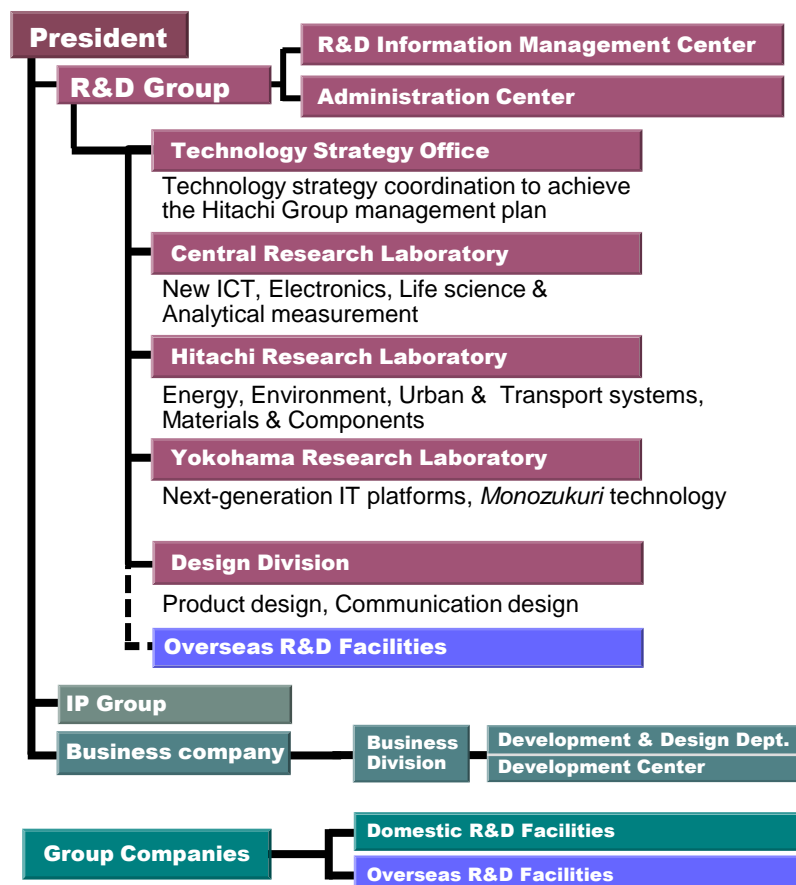 President
R&D Group
R&D Information Management Center
Administration Center
Technology Strategy Office
Technology strategy coordination to achieve
the Hitachi Group management plan
Central Research Laboratory
New ICT, Electronics, Life science &
Analytical measurement
Hitachi Research Laboratory
Energy, Environment, Urban & Transport systems,
Materials & Components
Yokohama Research Laboratory
Next-generation IT platforms, Monozukuri technology
Design Division
Product design, Communication design
Overseas R&D Facilities
IP Group
Business company
Business
Division
Development & Design Dept.
Development Center
Group Companies
Domestic R&D Facilities
Overseas R&D Facilities